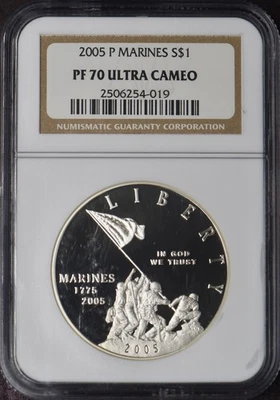 2005 P MARINES S$1
PF 70 ULTRA CAMEO
2506254-019
NUMISMATIC GUARANTY CORPORATION
LIBERTY
IN GOD
WE TRUST
MARINES
1775
2005
2005